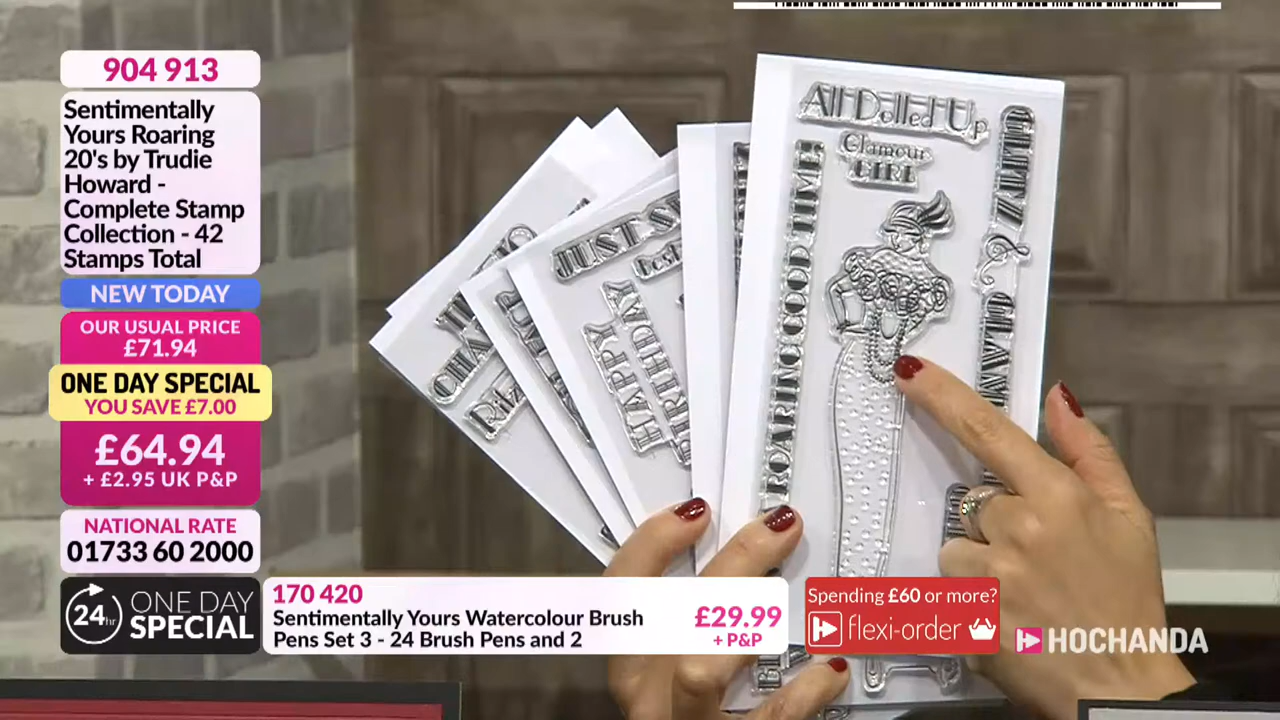 904 913
Sentimentally
Yours Roaring
20's by Trudie
Howard -
Complete Stamp
Collection - 42
Stamps Total
NEW TODAY
OUR USUAL PRICE
£71.94
ONE DAY SPECIAL
YOU SAVE £7.00
£64.94
+ £2.95 UK P&P
NATIONAL RATE
01733 60 2000
24hr
ONE DAY
SPECIAL
170 420
Sentimentally Yours Watercolour Brush
Pens Set 3 - 24 Brush Pens and 2
£29.99
+ P&P
Spending £60 or more?
flexi-order
HOCHANDA
All Dolled Up
Glamour
GIRL
ROARING GOOD TIME
GLITZ &
JUST
HAPPY
BIRTHDAY